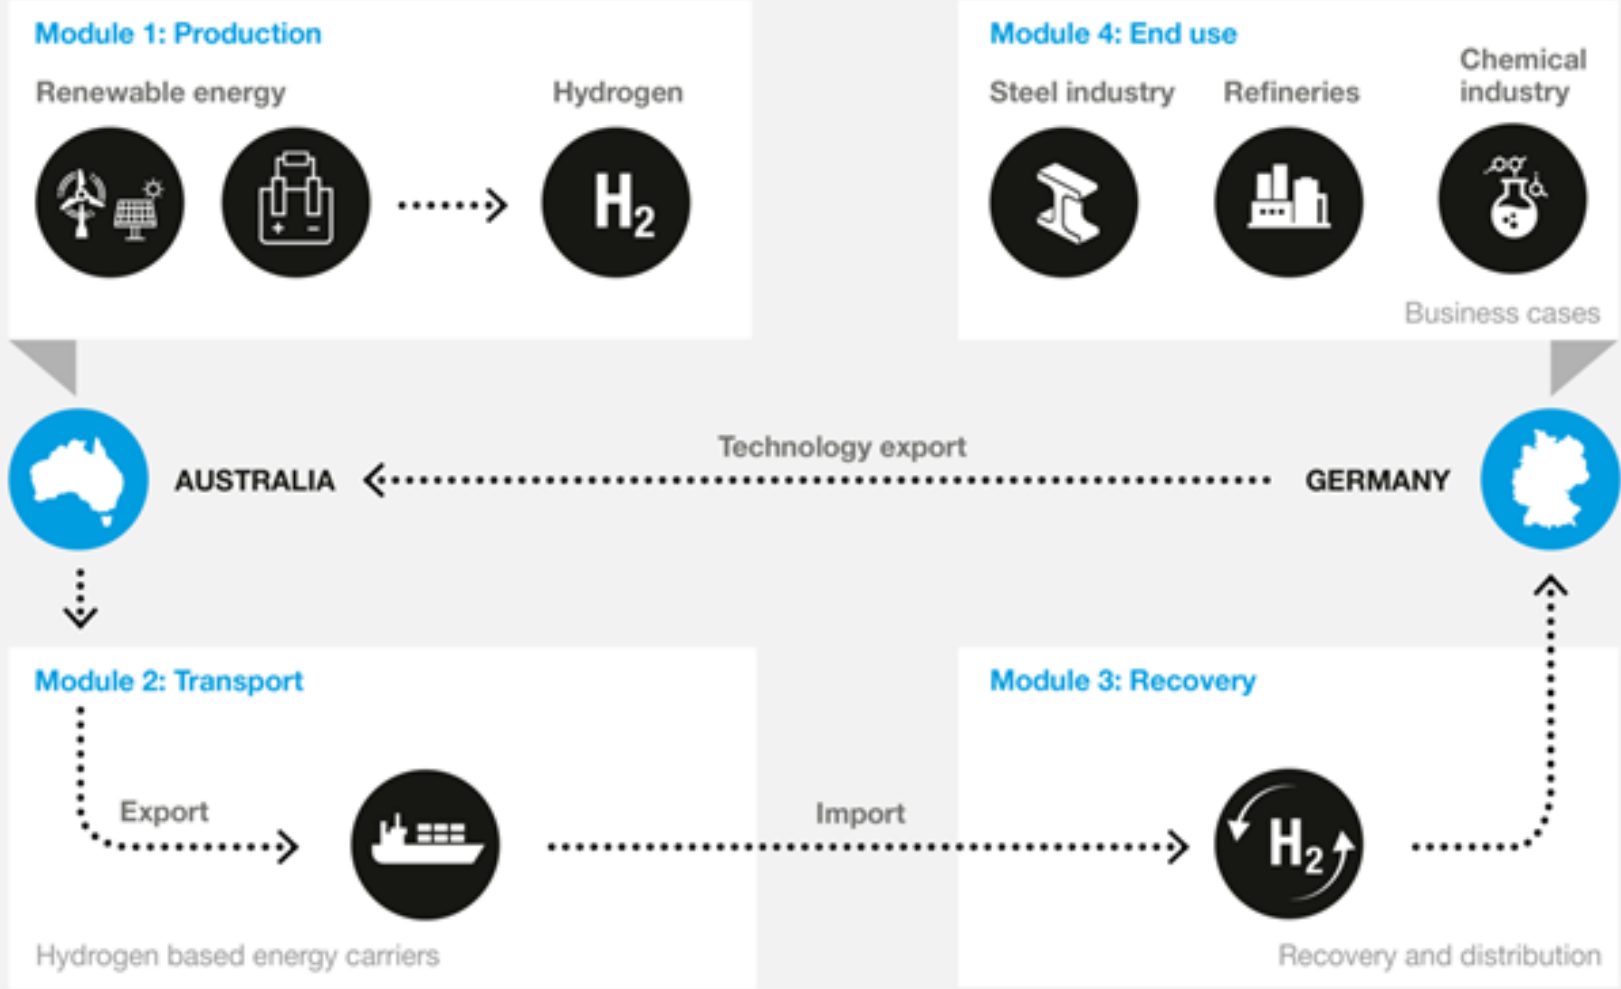 Module 1: Production
Renewable energy
Hydrogen
H2
+ -
Module 4: End use
Steel industry
Refineries
Chemical
industry
Business cases
AUSTRALIA
Technology export
GERMANY
Module 2: Transport
Export
Hydrogen based energy carriers
Import
Module 3: Recovery
H2
Recovery and distribution